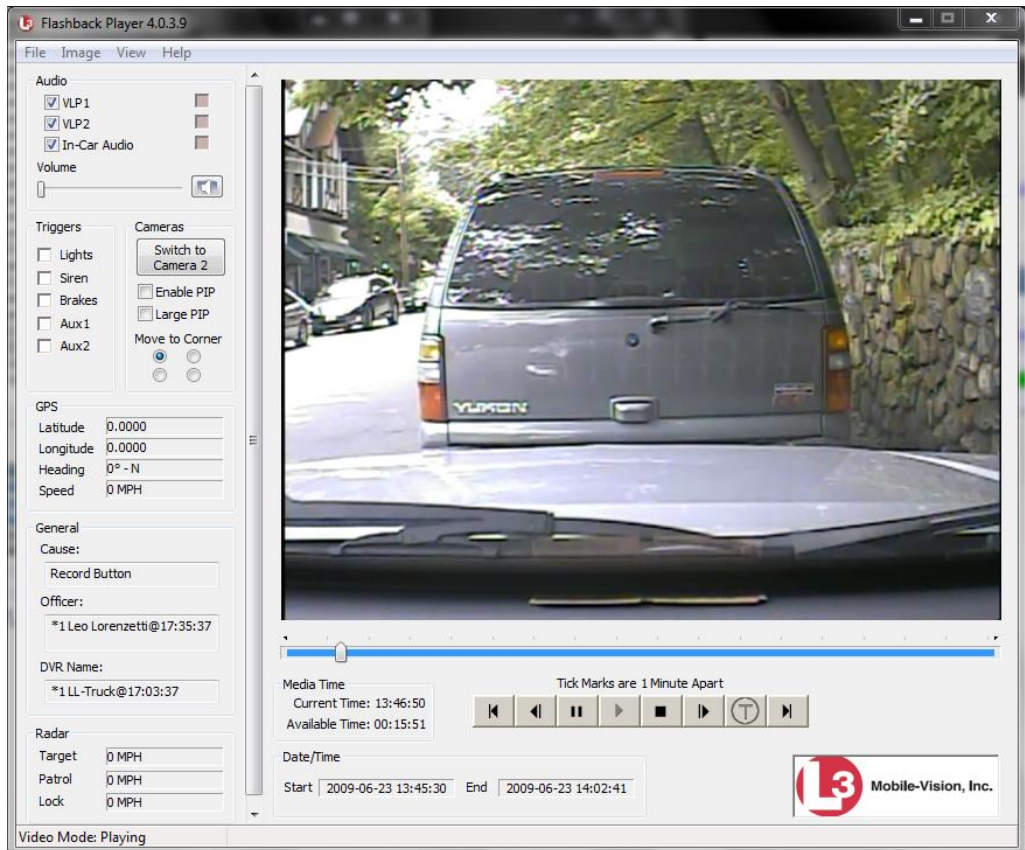 Flashback Player 4.0.3.9
File Image View Help
Audio
VLP1
VLP2
In-Car Audio
Volume
Triggers
Lights
Siren
Brakes
Aux1
Aux2
Cameras
Switch to
Camera 2
Enable PIP
Large PIP
Move to Corner
GPS
Latitude 0.0000
Longitude 0.0000
Heading 0° - N
Speed 0 MPH
General
Cause:
Record Button
Officer:
*1 Leo Lorenzetti@17:35:37
DVR Name:
*1 LL-Truck@17:03:37
Radar
Target 0 MPH
Patrol 0 MPH
Lock 0 MPH
Video Mode: Playing
YUKON
Media Time
Current Time: 13:46:50
Available Time: 00:15:51
Tick Marks are 1 Minute Apart
T
Date/Time
Start 2009-06-23 13:45:30 End 2009-06-23 14:02:41
L3 Mobile-Vision, Inc.